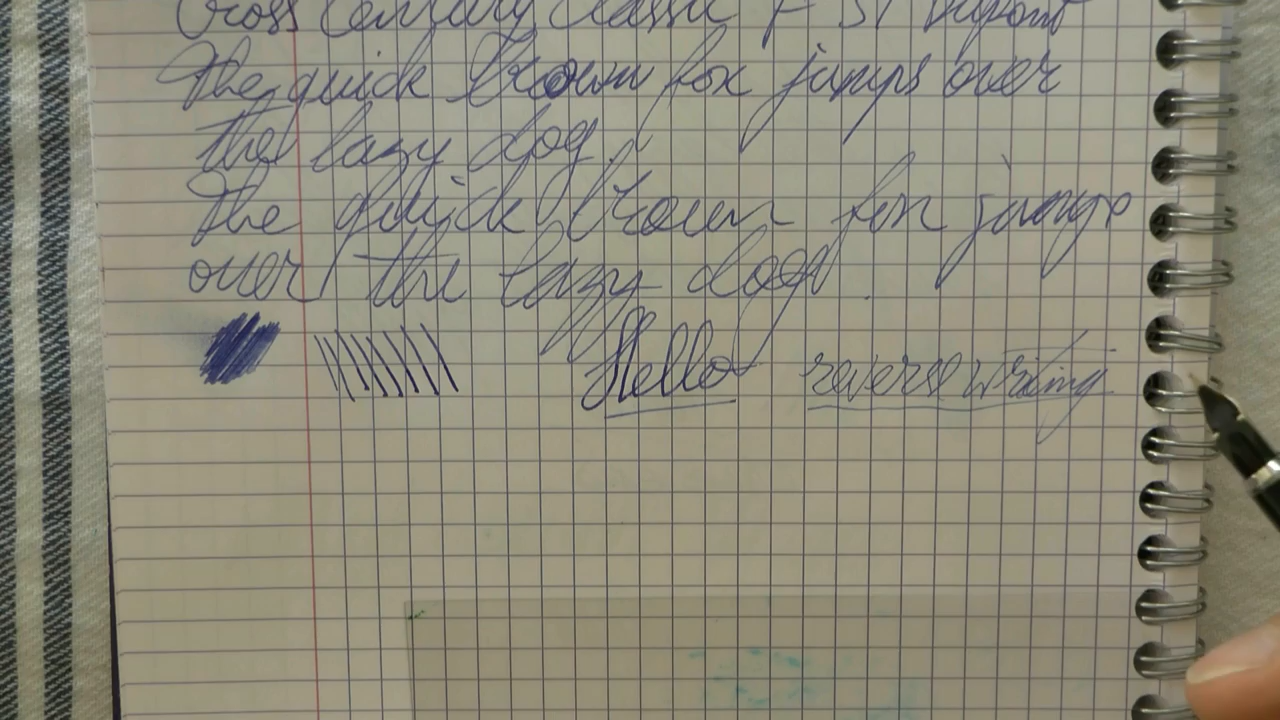 Cross Century Classic F ST Dupont
The quick brown fox jumps over
the lazy dog.
The quick brown fox jumps
over the lazy dog.
Hello reverse writing